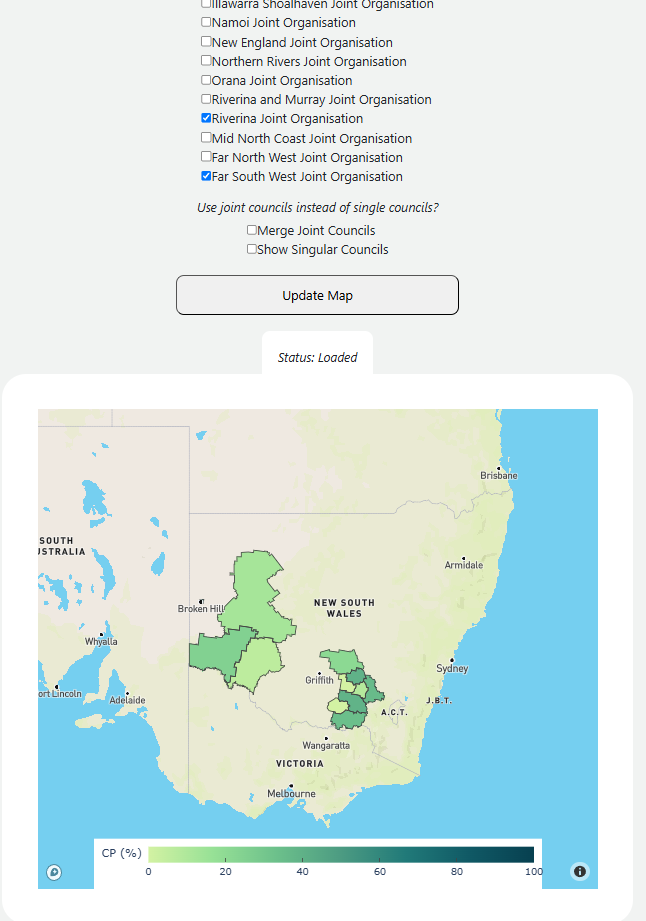 Illawarra Shoalhaven Joint Organisation
Namoi Joint Organisation
New England Joint Organisation
Northern Rivers Joint Organisation
Orana Joint Organisation
Riverina and Murray Joint Organisation
Riverina Joint Organisation
Mid North Coast Joint Organisation
Far North West Joint Organisation
Far South West Joint Organisation
Use joint councils instead of single councils?
Merge Joint Councils
Show Singular Councils
Update Map
Status: Loaded
Brisbane
SOUTH
USTRALIA
Armidale
Broken Hill
NEW SOUTH
WALES
Whyalla
Sydney
Griffith
ort Lincoln
Adelaide
J.B.T.
A.C.T.
Wangaratta
VICTORIA
Melbourne
CP (%)
0 20 40 60 80 100